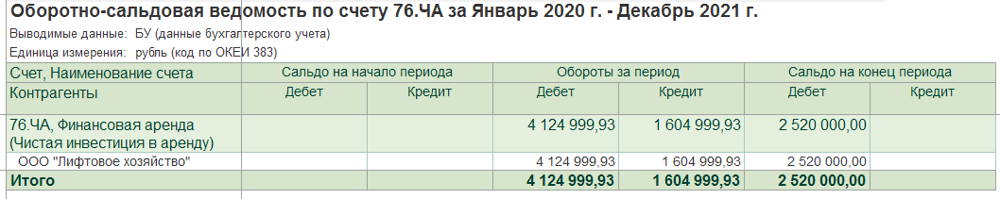 Оборотно-сальдовая ведомость по счету 76.ЧА за Январь 2020 г. - Декабрь 2021 г.
Выводимые данные: БУ (данные бухгалтерского учета)
Единица измерения: рубль (код по ОКЕИ 383)
Счет, Наименование счета Сальдо на начало периода Обороты за период Сальдо на конец периода
Контрагенты Дебет Кредит Дебет Кредит Дебет Кредит
76.ЧА, Финансовая аренда 4 124 999,93 1 604 999,93 2 520 000,00
(Чистая инвестиция в аренду)
ООО "Лифтовое хозяйство" 4 124 999,93 1 604 999,93 2 520 000,00
Итого 4 124 999,93 1 604 999,93 2 520 000,00